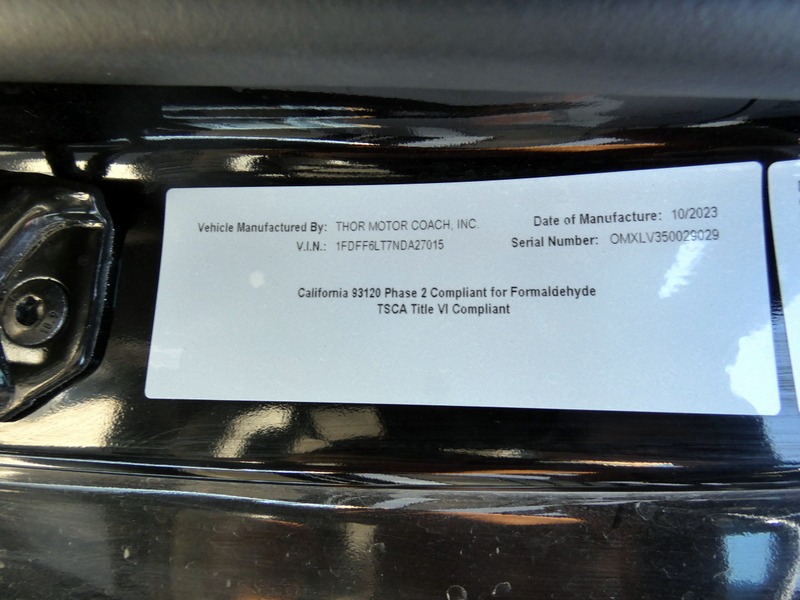 Vehicle Manufactured By: THOR MOTOR COACH, INC. Date of Manufacture: 10/2023
V.I.N.: 1FDFF6LT7NDA27015 Serial Number: OMXLV350029029
California 93120 Phase 2 Compliant for Formaldehyde
TSCA Title VI Compliant